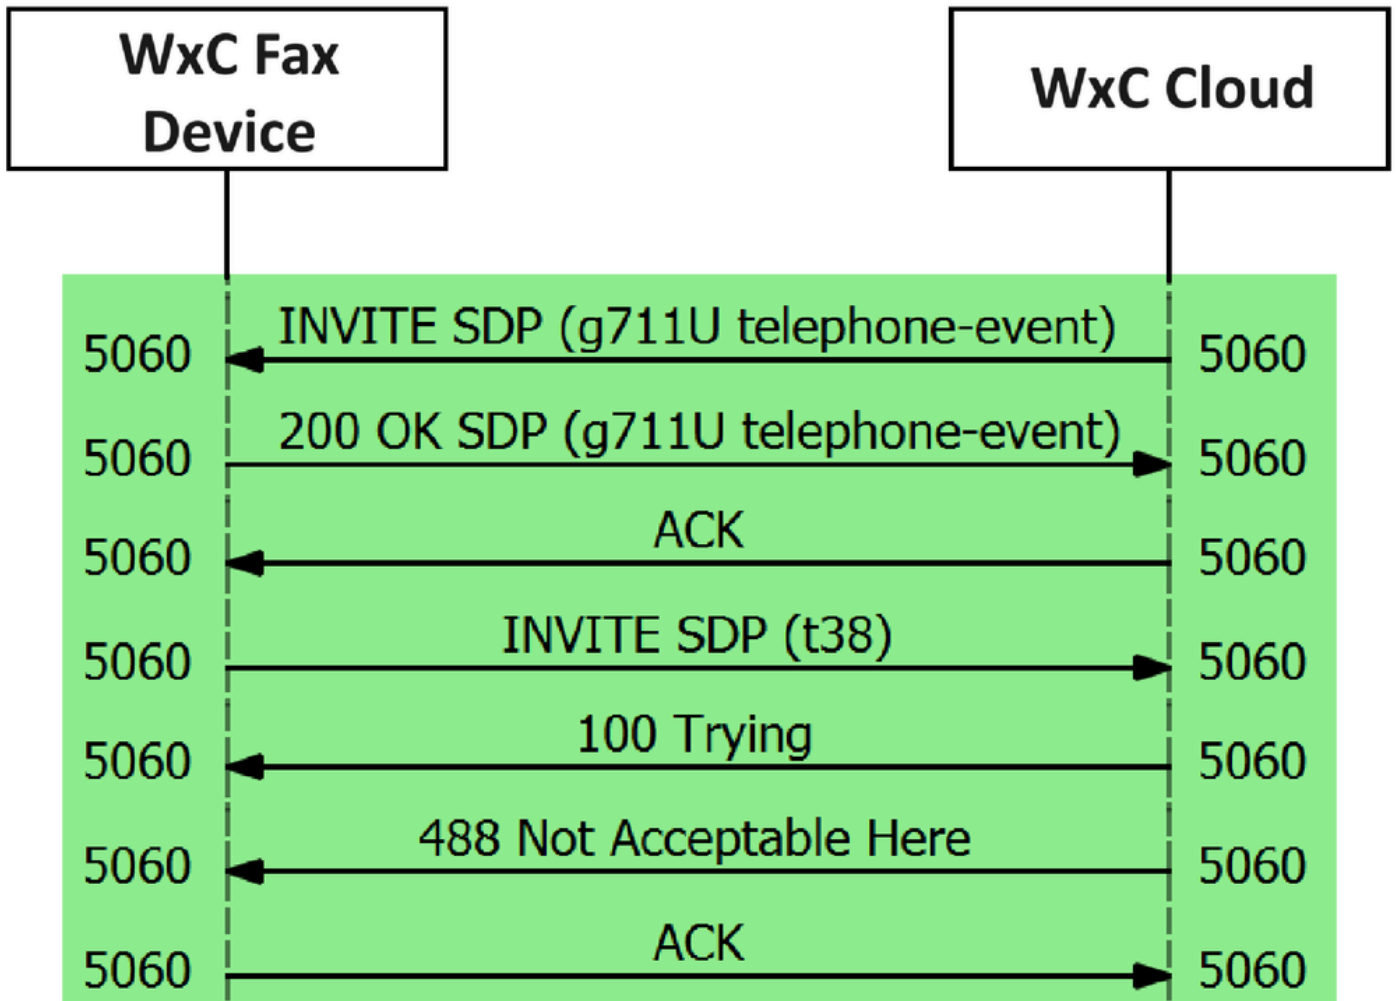 WxC Fax
Device
WxC Cloud
INVITE SDP (g711U telephone-event)
5060 5060
200 OK SDP (g711U telephone-event)
5060 5060
ACK
5060 5060
INVITE SDP (t38)
5060 5060
100 Trying
5060 5060
488 Not Acceptable Here
5060 5060
ACK
5060 5060